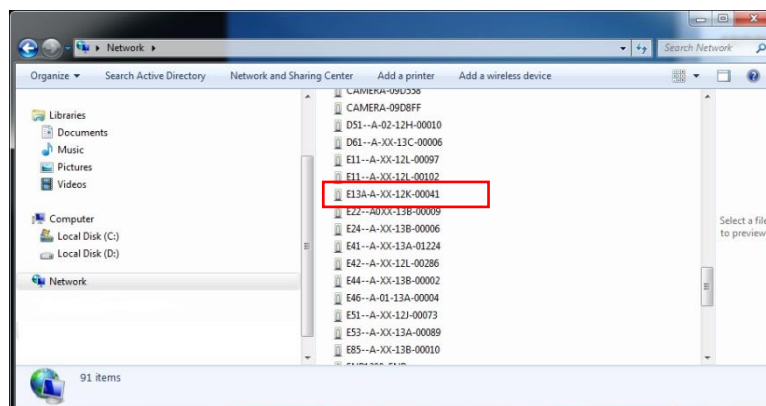 Network
Search Network
Organize
Search Active Directory
Network and Sharing Center
Add a printer
Add a wireless device
Libraries
Documents
Music
Pictures
Videos
Computer
Local Disk (C:)
Local Disk (D:)
Network
CAMERA-09D558
CAMERA-09D8FF
D51--A-02-12H-00010
D61--A-XX-13C-00006
E11--A-XX-12L-00097
E11--A-XX-12L-00102
E13A-A-XX-12K-00041
E22--A0XX-13B-00009
E24--A-XX-13B-00006
E41--A-XX-13A-01224
E42--A-XX-12L-00286
E44--A-XX-13B-00002
E46--A-01-13A-00004
E51--A-XX-12J-00073
E53--A-XX-13A-00089
E85--A-XX-13B-00010
Select a file
to preview
91 items